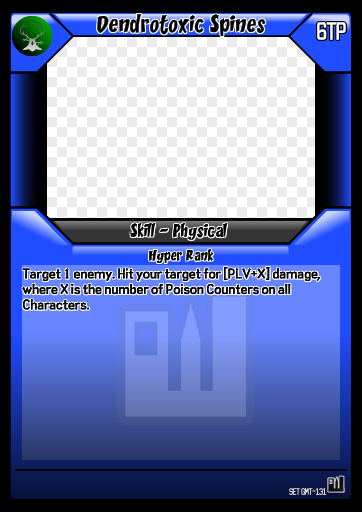 Dendrotoxic Spines
6TP
Skill - Physical
Hyper Rank
Target 1 enemy. Hit your target for [PLV+X] damage,
where X is the number of Poison Counters on all
Characters.
SET GMT-131